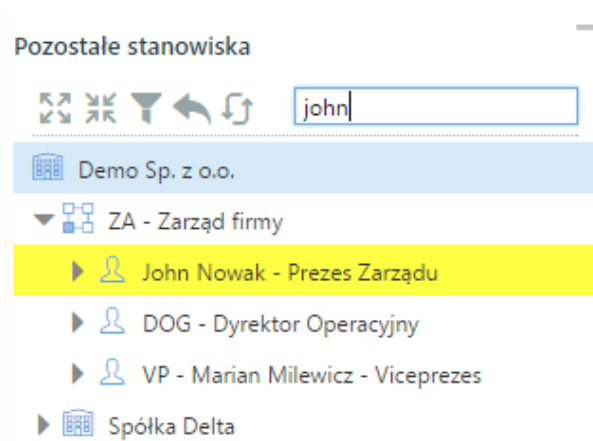 Pozostałe stanowiska
john
Demo Sp. z o.o.
ZA - Zarząd firmy
John Nowak - Prezes Zarządu
DOG - Dyrektor Operacyjny
VP - Marian Milewicz - Viceprezes
Spółka Delta